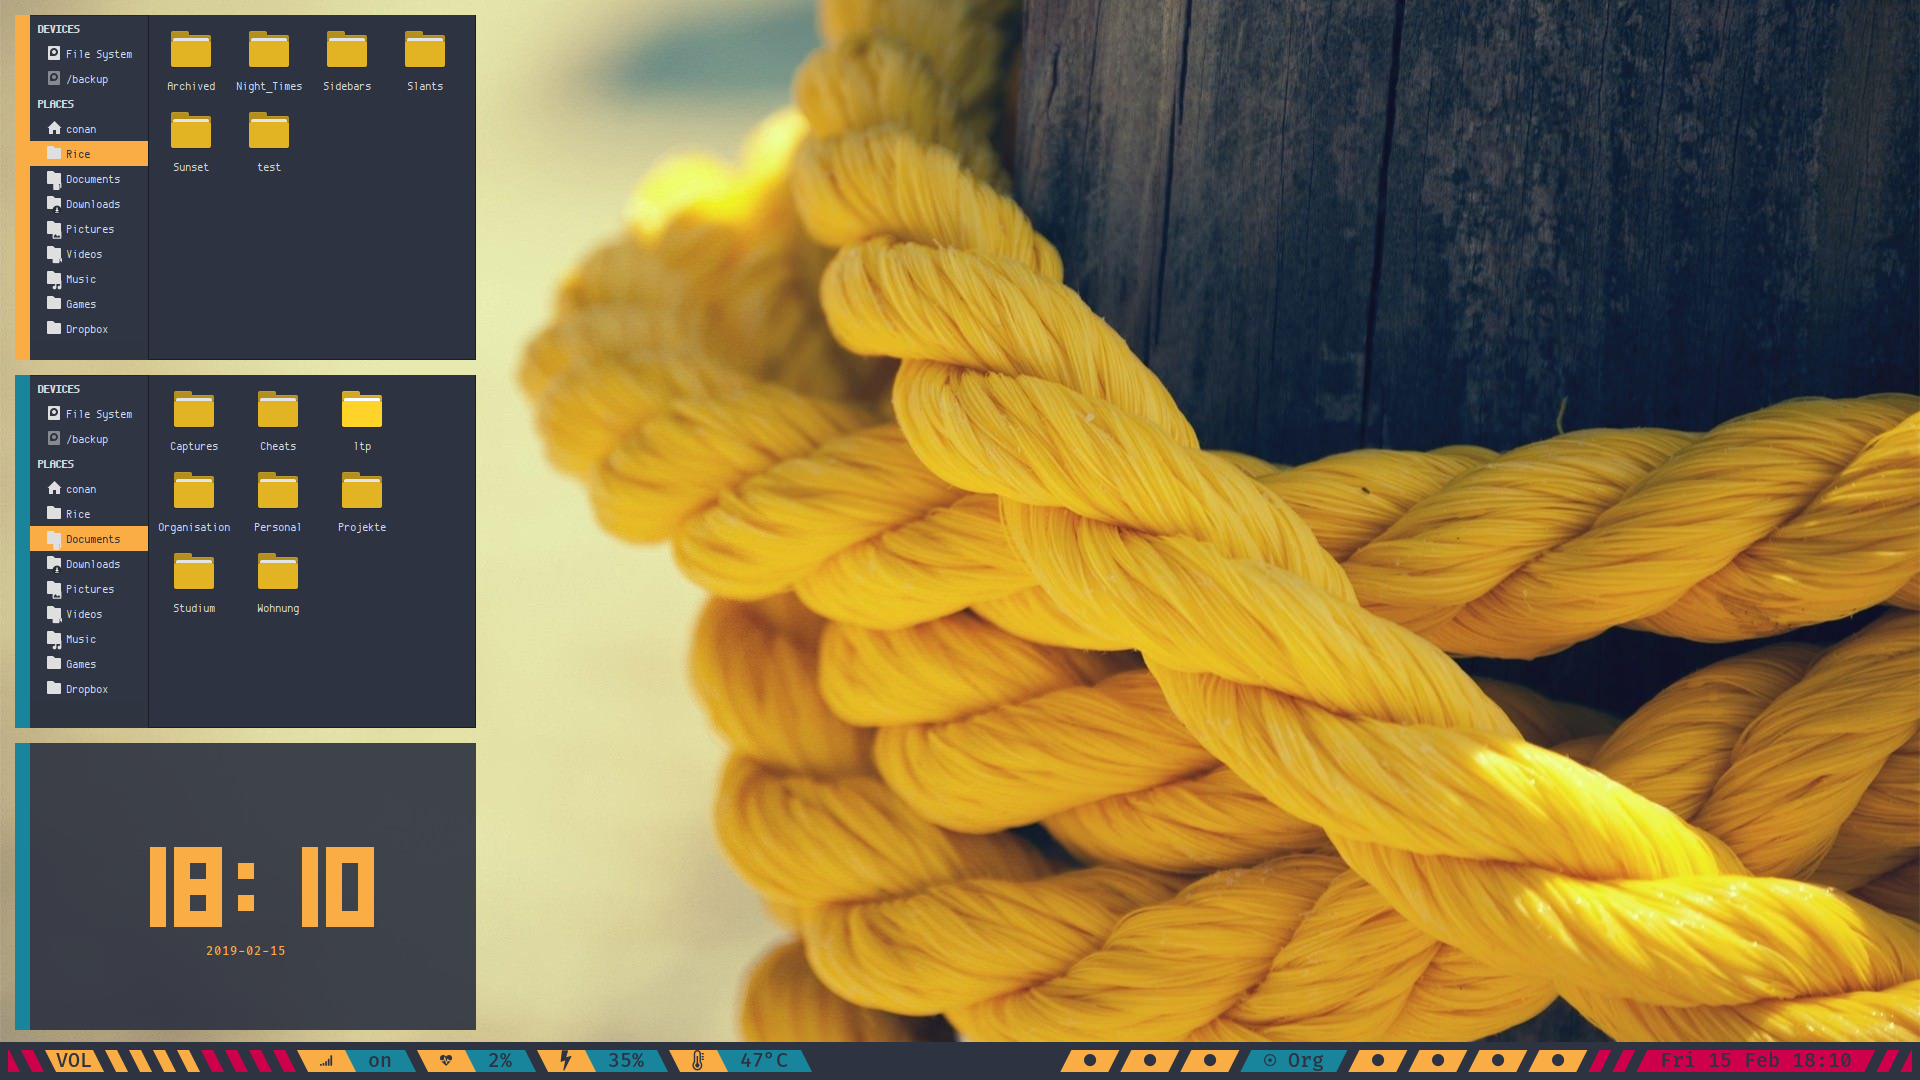 DEVICES
File System
/backup
PLACES
conan
Rice
Documents
Downloads
Pictures
Videos
Music
Games
Dropbox
Archived Night_Times Sidebars Slants
Sunset test
DEVICES
File System
/backup
PLACES
conan
Rice
Documents
Downloads
Pictures
Videos
Music
Games
Dropbox
Captures Cheats ltp
Organisation Personal Projekte
Studium Wohnung
18:10
2019-02-15
VOL on 2% 35% 47°C Org Fri 15 Feb 18:10